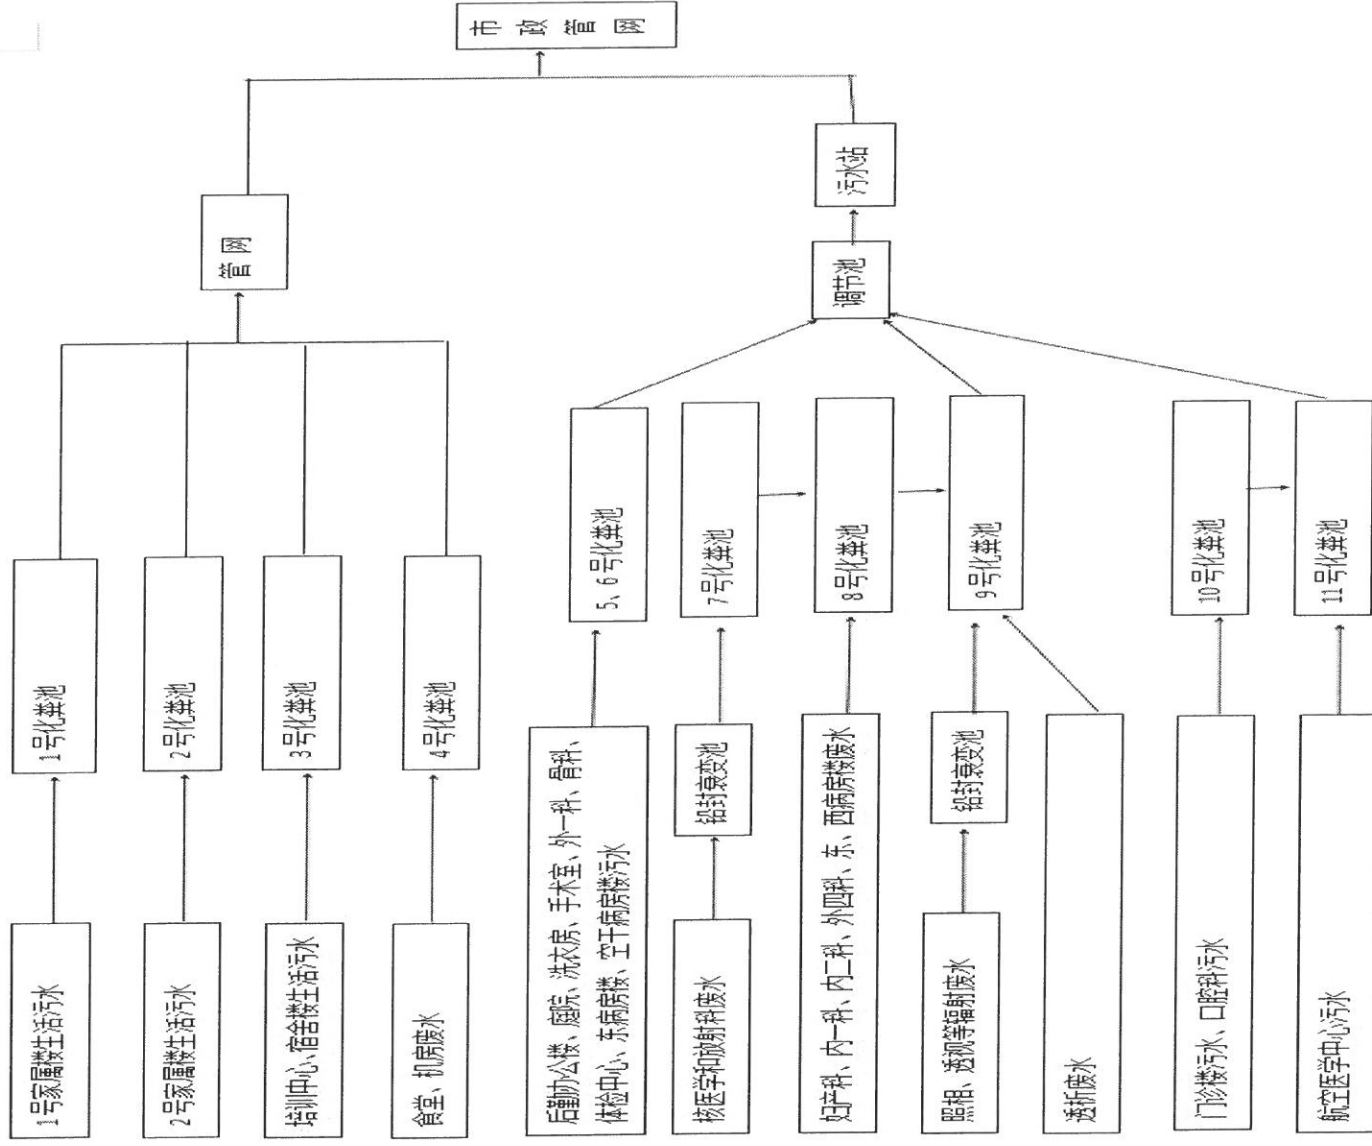 1号家属楼生活污水
1号化粪池
2号家属楼生活污水
2号化粪池
培训中心、宿舍楼生活污水
3号化粪池
食堂、机房废水
4号化粪池
管网
市政管网
后勤办公楼、庭院、洗衣房、手术室、外一科、骨科、
体检中心、东病房楼、空干病房楼污水
5、6号化粪池
核医学和放射科废水
铅封衰变池
7号化粪池
妇产科、内一科、内二科、外四科、东、西病房楼废水
8号化粪池
调节池
污水站
照相、透视等辐射废水
铅封衰变池
9号化粪池
透析废水
门诊楼污水、口腔科污水
10号化粪池
航空医学中心污水
11号化粪池